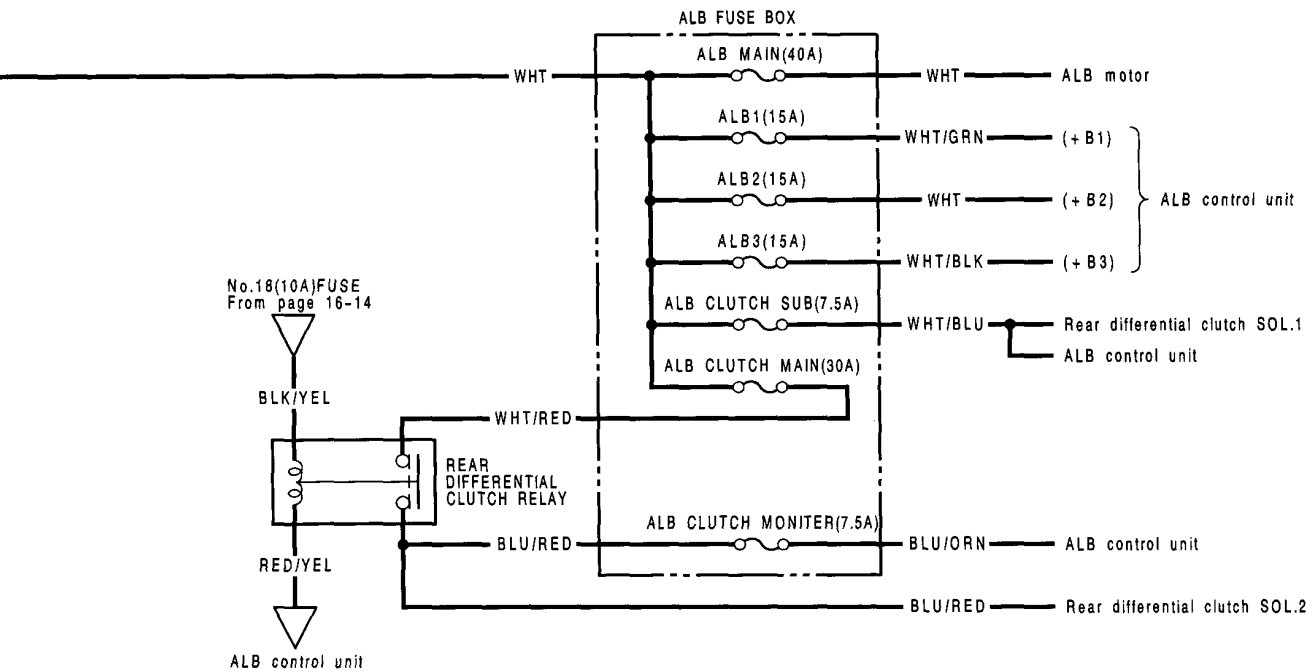 ALB FUSE BOX
ALB MAIN(40A)
WHT
WHT
ALB motor
ALB1(15A)
WHT/GRN
(+B1)
ALB2(15A)
WHT
(+B2)
ALB control unit
ALB3(15A)
WHT/BLK
(+B3)
No.18(10A)FUSE
From page 16-14
ALB CLUTCH SUB(7.5A)
WHT/BLU
Rear differential clutch SOL.1
ALB control unit
ALB CLUTCH MAIN(30A)
BLK/YEL
WHT/RED
REAR
DIFFERENTIAL
CLUTCH RELAY
ALB CLUTCH MONITER(7.5A)
BLU/RED
BLU/ORN
ALB control unit
RED/YEL
BLU/RED
Rear differential clutch SOL.2
ALB control unit